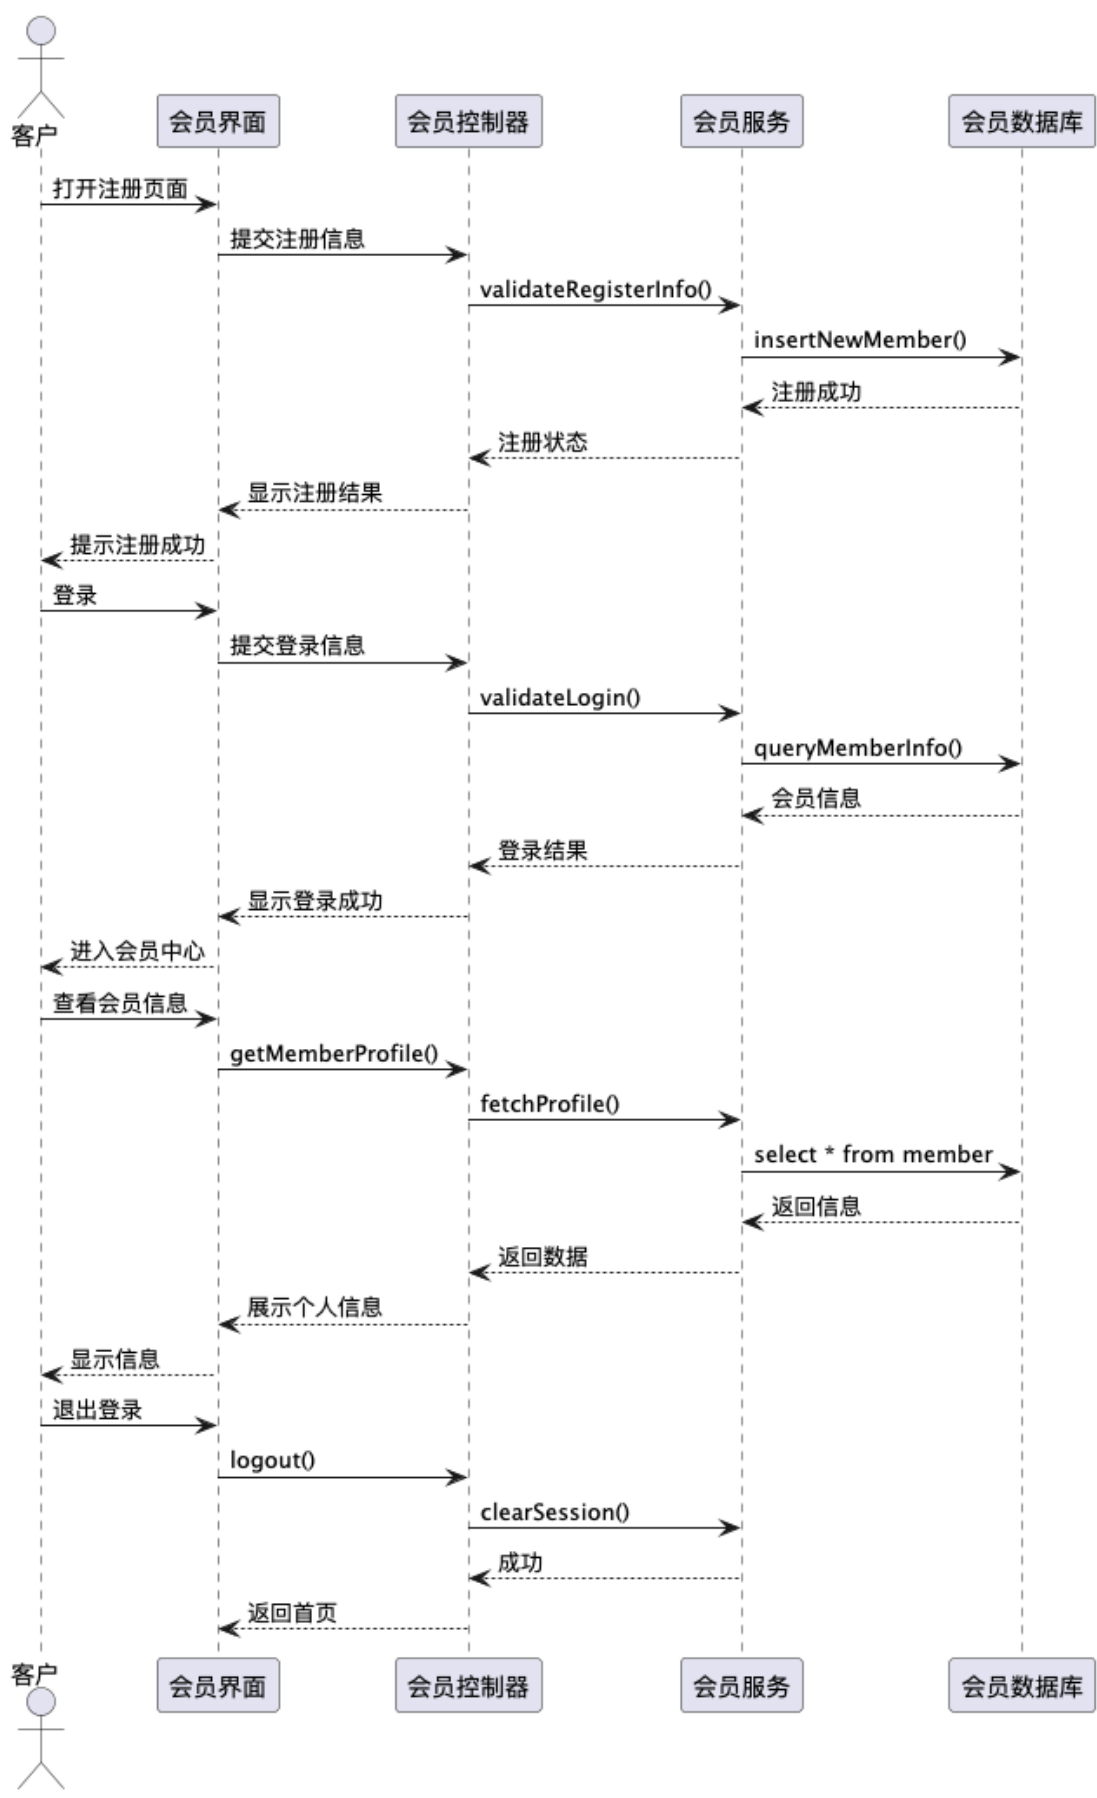 客户
会员界面
会员控制器
会员服务
会员数据库
打开注册页面
提交注册信息
validateRegisterInfo()
insertNewMember()
注册成功
注册状态
显示注册结果
提示注册成功
登录
提交登录信息
validateLogin()
queryMemberInfo()
会员信息
登录结果
显示登录成功
进入会员中心
查看会员信息
getMemberProfile()
fetchProfile()
select * from member
返回信息
返回数据
展示个人信息
显示信息
退出登录
logout()
clearSession()
成功
返回首页
客户
会员界面
会员控制器
会员服务
会员数据库